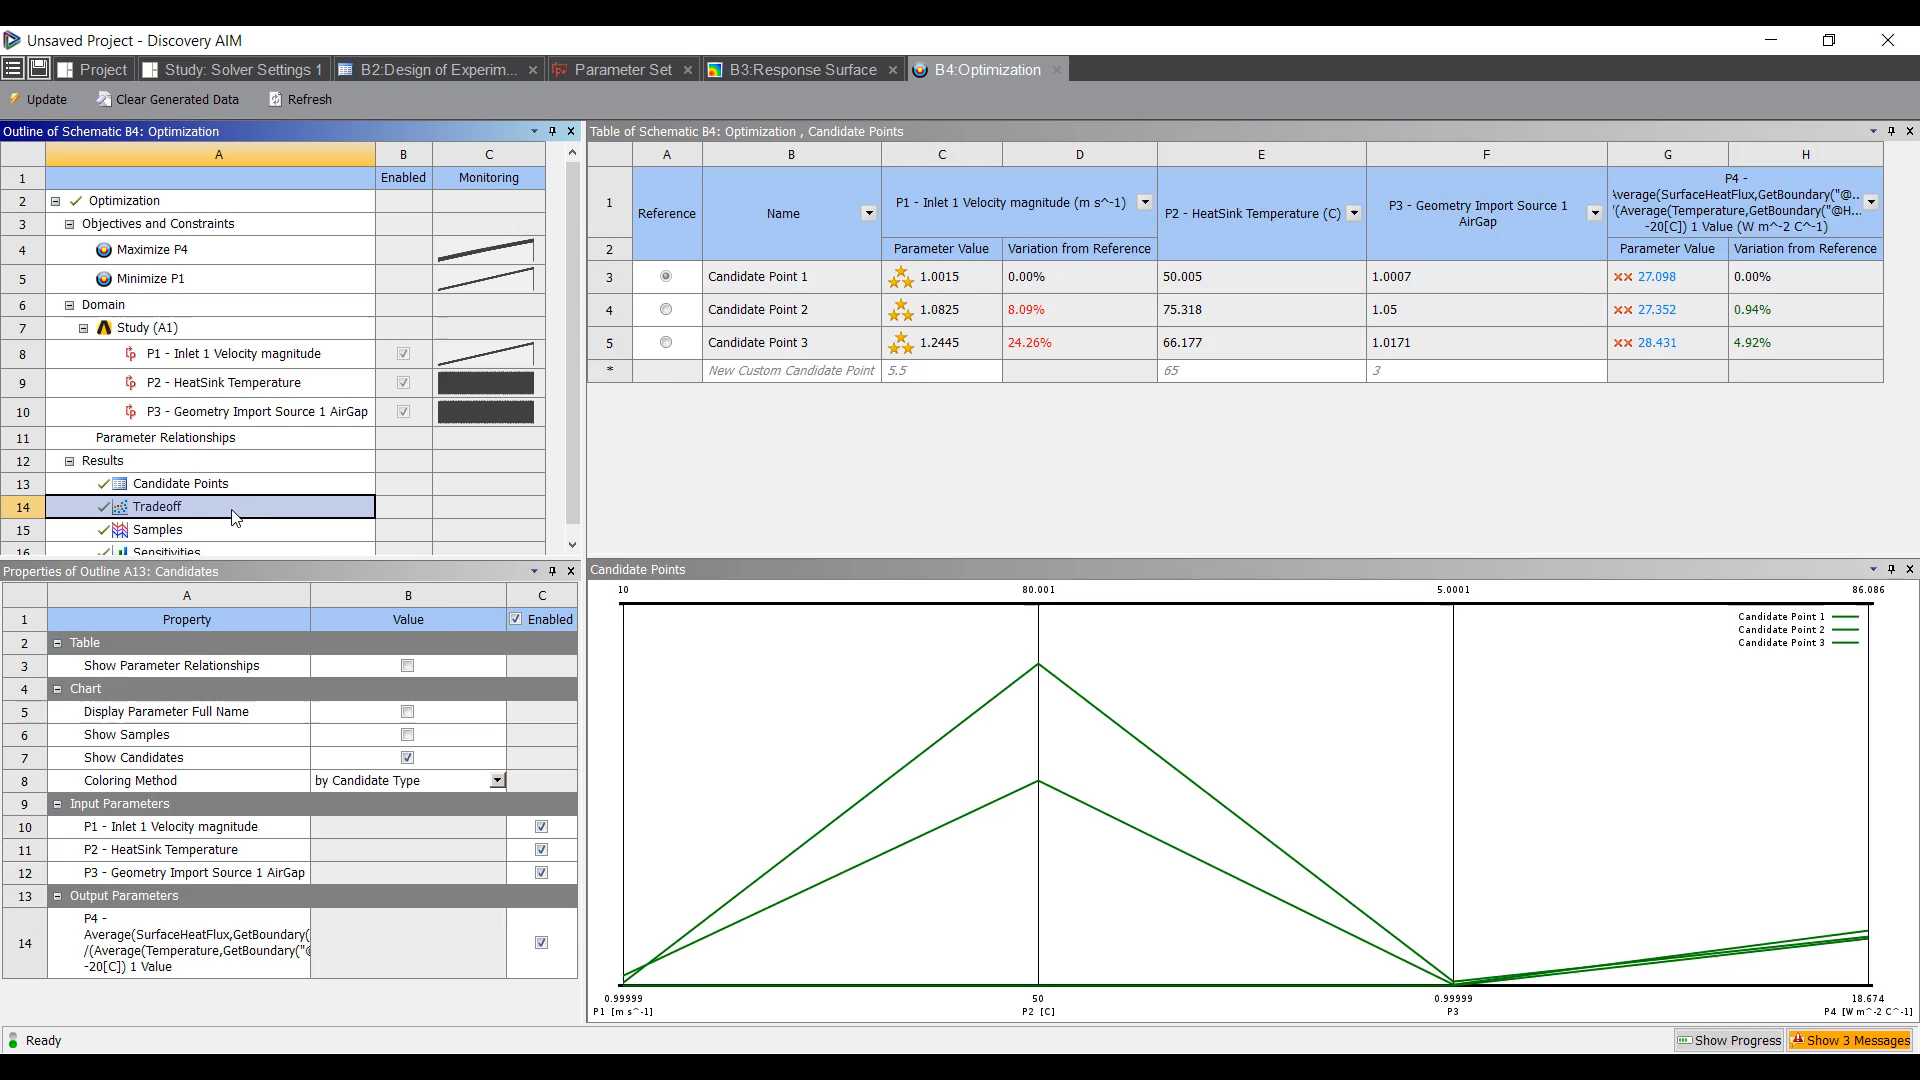 Unsaved Project - Discovery AIM
Project
Study: Solver Settings 1
B2:Design of Experim...
Parameter Set
B3:Response Surface
B4:Optimization
Update
Clear Generated Data
Refresh
Outline of Schematic B4: Optimization
A B C
1 Enabled Monitoring
2 Optimization
3 Objectives and Constraints
4 Maximize P4
5 Minimize P1
6 Domain
7 Study (A1)
8 P1 - Inlet 1 Velocity magnitude
9 P2 - HeatSink Temperature
10 P3 - Geometry Import Source 1 AirGap
11 Parameter Relationships
12 Results
13 Candidate Points
14 Tradeoff
15 Samples
16 Sensitivities
Properties of Outline A13: Candidates
A B C
1 Property Value Enabled
2 Table
3 Show Parameter Relationships
4 Chart
5 Display Parameter Full Name
6 Show Samples
7 Show Candidates
8 Coloring Method by Candidate Type
9 Input Parameters
10 P1 - Inlet 1 Velocity magnitude
11 P2 - HeatSink Temperature
12 P3 - Geometry Import Source 1 AirGap
13 Output Parameters
14
P4 -
Average(SurfaceHeatFlux,GetBoundary(
/(Average(Temperature,GetBoundary("@
-20[C]) 1 Value
Table of Schematic B4: Optimization , Candidate Points
A B C D E F G H
1 Reference Name P1 - Inlet 1 Velocity magnitude (m s^-1) P2 - HeatSink Temperature (C)
P3 - Geometry Import Source 1
AirGap
P4 -
Average(SurfaceHeatFlux,GetBoundary("@...
/(Average(Temperature,GetBoundary("@H...
-20[C]) 1 Value (W m^-2 C^-1)
2 Parameter Value Variation from Reference Parameter Value Variation from Reference
3 Candidate Point 1 1.0015 0.00% 50.005 1.0007 27.098 0.00%
4 Candidate Point 2 1.0825 8.09% 75.318 1.05 27.352 0.94%
5 Candidate Point 3 1.2445 24.26% 66.177 1.0171 28.431 4.92%
* New Custom Candidate Point 5.5 65 3
Candidate Points
10 80.001 5.0001 86.086
Candidate Point 1
Candidate Point 2
Candidate Point 3
0.99999 50 0.99999 18.674
P1 [m s^-1] P2 [C] P3 P4 [W m^-2 C^-1]
Ready
Show Progress
Show 3 Messages